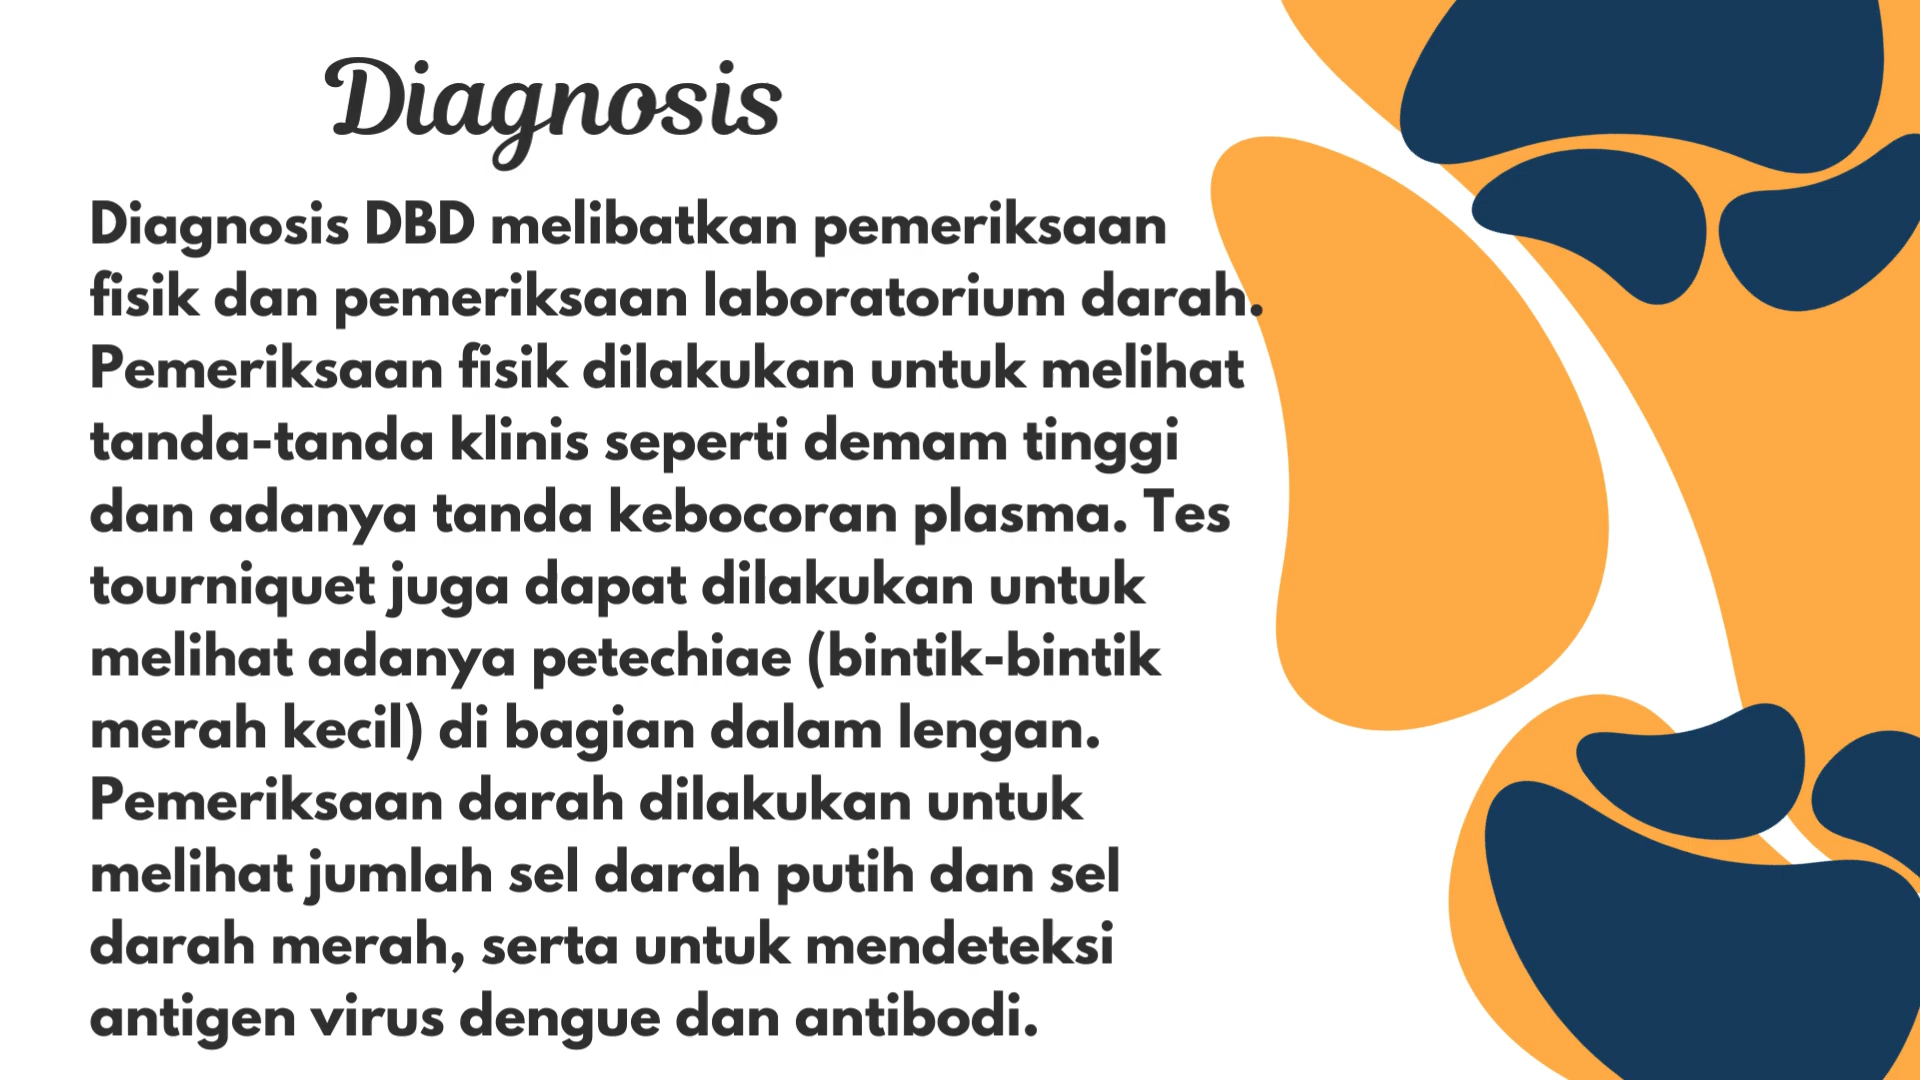 Diagnosis
Diagnosis DBD melibatkan pemeriksaan
fisik dan pemeriksaan laboratorium darah.
Pemeriksaan fisik dilakukan untuk melihat
tanda-tanda klinis seperti demam tinggi
dan adanya tanda kebocoran plasma. Tes
tourniquet juga dapat dilakukan untuk
melihat adanya petechiae (bintik-bintik
merah kecil) di bagian dalam lengan.
Pemeriksaan darah dilakukan untuk
melihat jumlah sel darah putih dan sel
darah merah, serta untuk mendeteksi
antigen virus dengue dan antibodi.